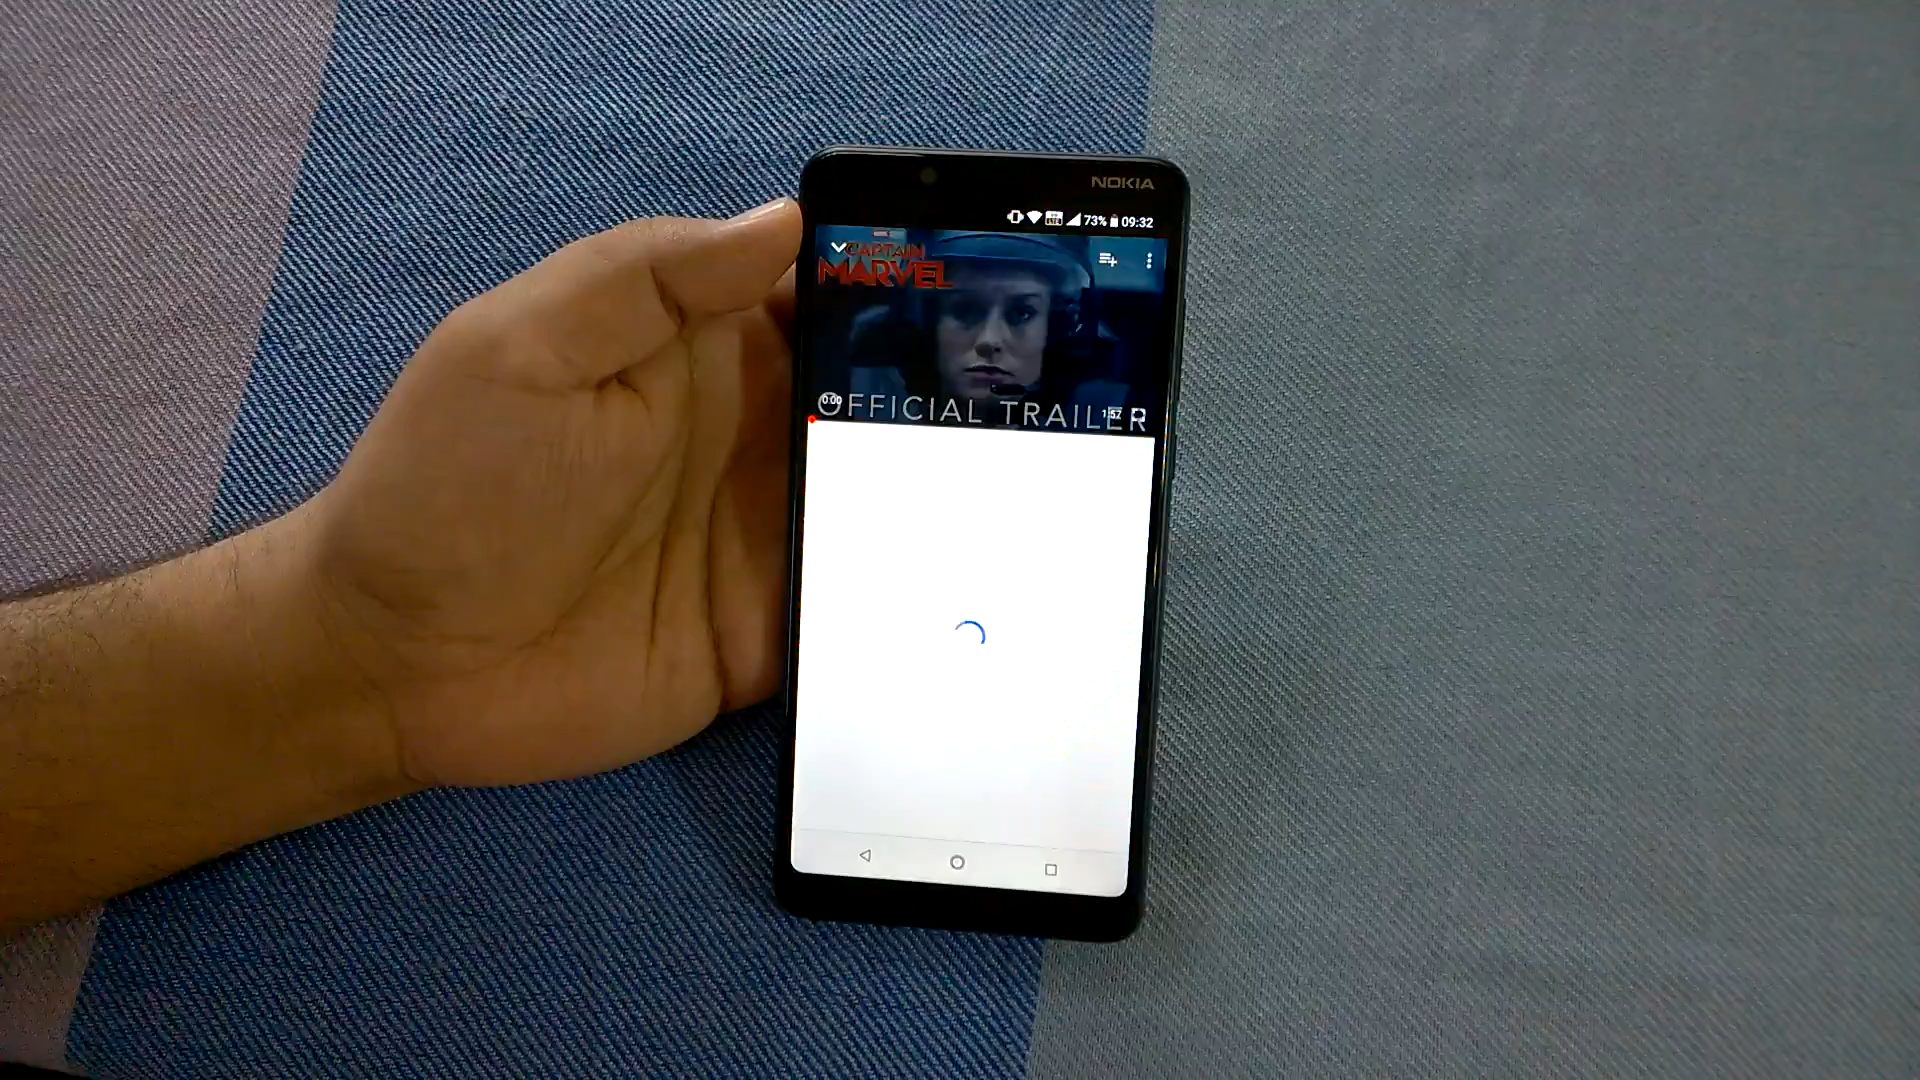 NOKIA
73% 09:32
CAPTAIN
MARVEL
0:00
1:52
OFFICIAL TRAILER